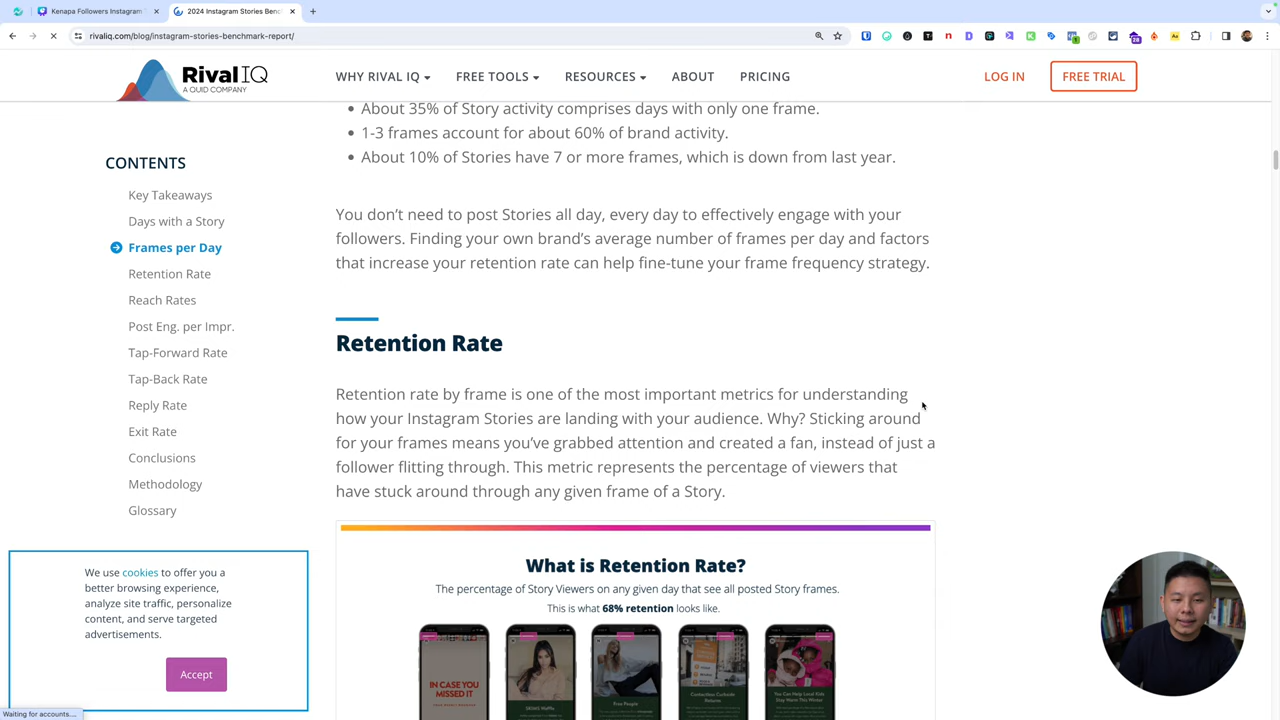 Kenapa Followers Instagram
2024 Instagram Stories Benc
rivaliq.com/blog/instagram-stories-benchmark-report/
Rival IQ
A QUID COMPANY
WHY RIVAL IQ
FREE TOOLS
RESOURCES
ABOUT
PRICING
LOG IN
FREE TRIAL
CONTENTS
Key Takeaways
Days with a Story
Frames per Day
Retention Rate
Reach Rates
Post Eng. per Impr.
Tap-Forward Rate
Tap-Back Rate
Reply Rate
Exit Rate
Conclusions
Methodology
Glossary
• About 35% of Story activity comprises days with only one frame.
• 1-3 frames account for about 60% of brand activity.
• About 10% of Stories have 7 or more frames, which is down from last year.
You don’t need to post Stories all day, every day to effectively engage with your
followers. Finding your own brand’s average number of frames per day and factors
that increase your retention rate can help fine-tune your frame frequency strategy.
Retention Rate
Retention rate by frame is one of the most important metrics for understanding
how your Instagram Stories are landing with your audience. Why? Sticking around
for your frames means you’ve grabbed attention and created a fan, instead of just a
follower flitting through. This metric represents the percentage of viewers that
have stuck around through any given frame of a Story.
What is Retention Rate?
The percentage of Story Viewers on any given day that see all posted Story frames.
This is what 68% retention looks like.
IN CASE YOU
MISSED IT
Free People
You Can Help Local Kids
Stay Warm This Winter
We use cookies to offer you a
better browsing experience,
analyze site traffic, personalize
content, and serve targeted
advertisements.
Accept
Waiting for accounts....